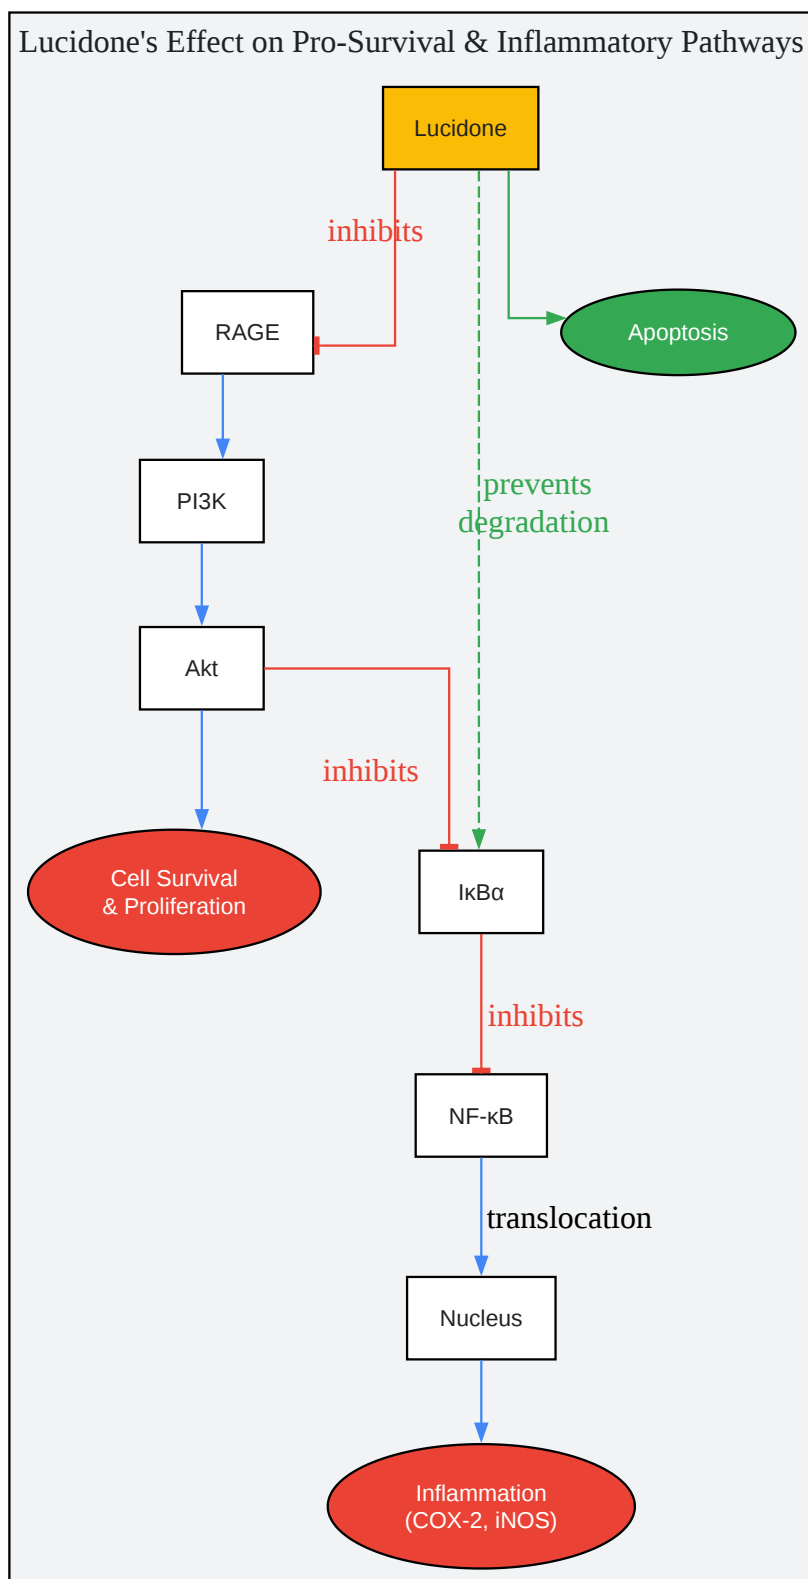 Lucidone's Effect on Pro-Survival & Inflammatory Pathways
Lucidone
inhibits
RAGE
Apoptosis
PI3K
prevents
degradation
Akt
inhibits
Cell Survival
& Proliferation
IκBα
inhibits
NF-κB
translocation
Nucleus
Inflammation
(COX-2, iNOS)